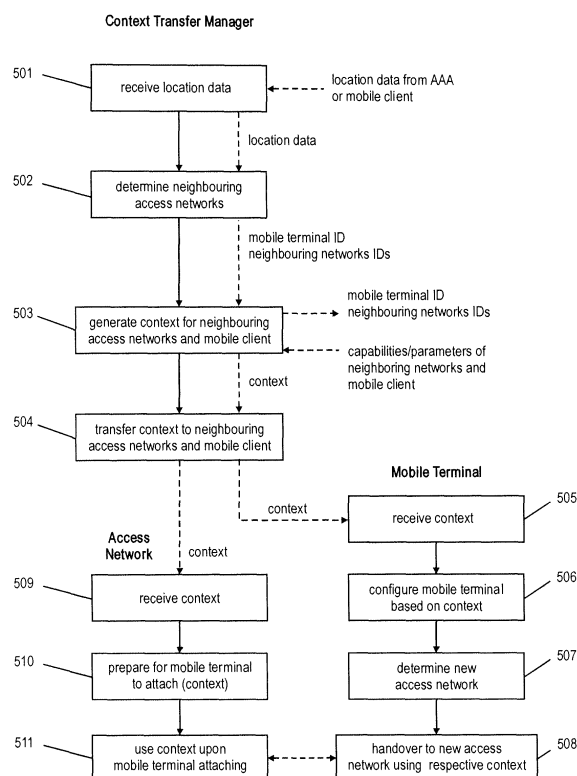 Context Transfer Manager
501
receive location data
location data from AAA
or mobile client
location data
502
determine neighbouring
access networks
mobile terminal ID
neighbouring networks IDs
503
generate context for neighbouring
access networks and mobile client
mobile terminal ID
neighbouring networks IDs
capabilities/parameters of
neighboring networks and
mobile client
context
504
transfer context to neighbouring
access networks and mobile client
Mobile Terminal
context
505
receive context
Access
Network
context
509
receive context
506
configure mobile terminal
based on context
510
prepare for mobile terminal
to attach (context)
507
determine new
access network
511
use context upon
mobile terminal attaching
508
handover to new access
network using respective context